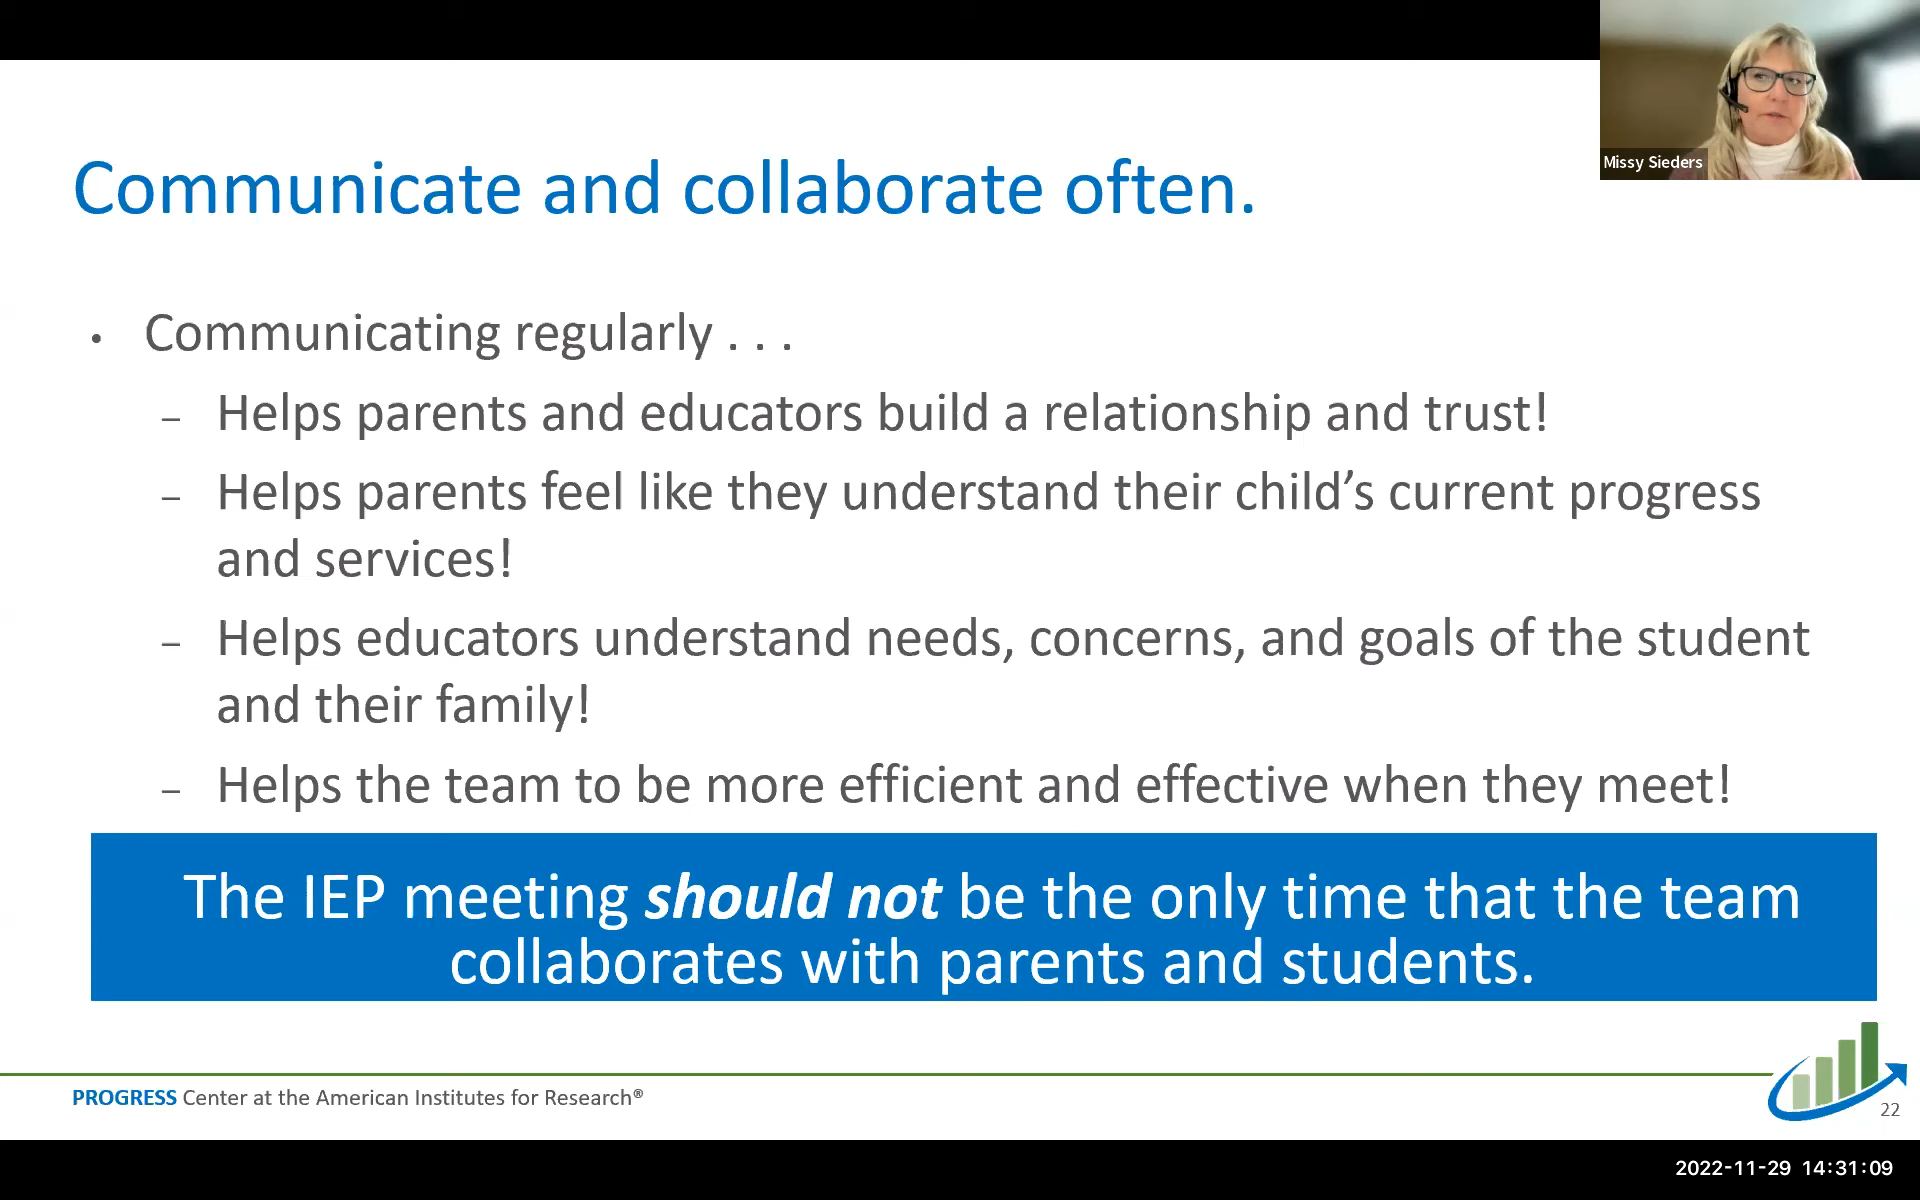 Missy Sieders
Communicate and collaborate often.
• Communicating regularly . . .
– Helps parents and educators build a relationship and trust!
– Helps parents feel like they understand their child’s current progress
and services!
– Helps educators understand needs, concerns, and goals of the student
and their family!
– Helps the team to be more efficient and effective when they meet!
The IEP meeting should not be the only time that the team
collaborates with parents and students.
PROGRESS Center at the American Institutes for Research®
22
2022-11-29 14:31:09